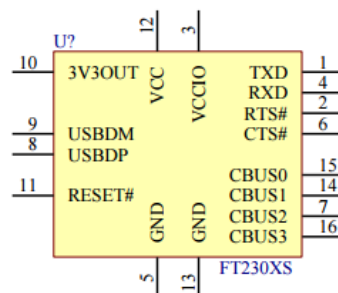 12 3
U?
10 3V3OUT VCC VCCIO TXD 1
RXD 4
RTS# 2
9 USBDM CTS# 6
8 USBDP
CBUS0 15
11 RESET# CBUS1 14
CBUS2 7
GND GND CBUS3 16
5 13 FT230XS